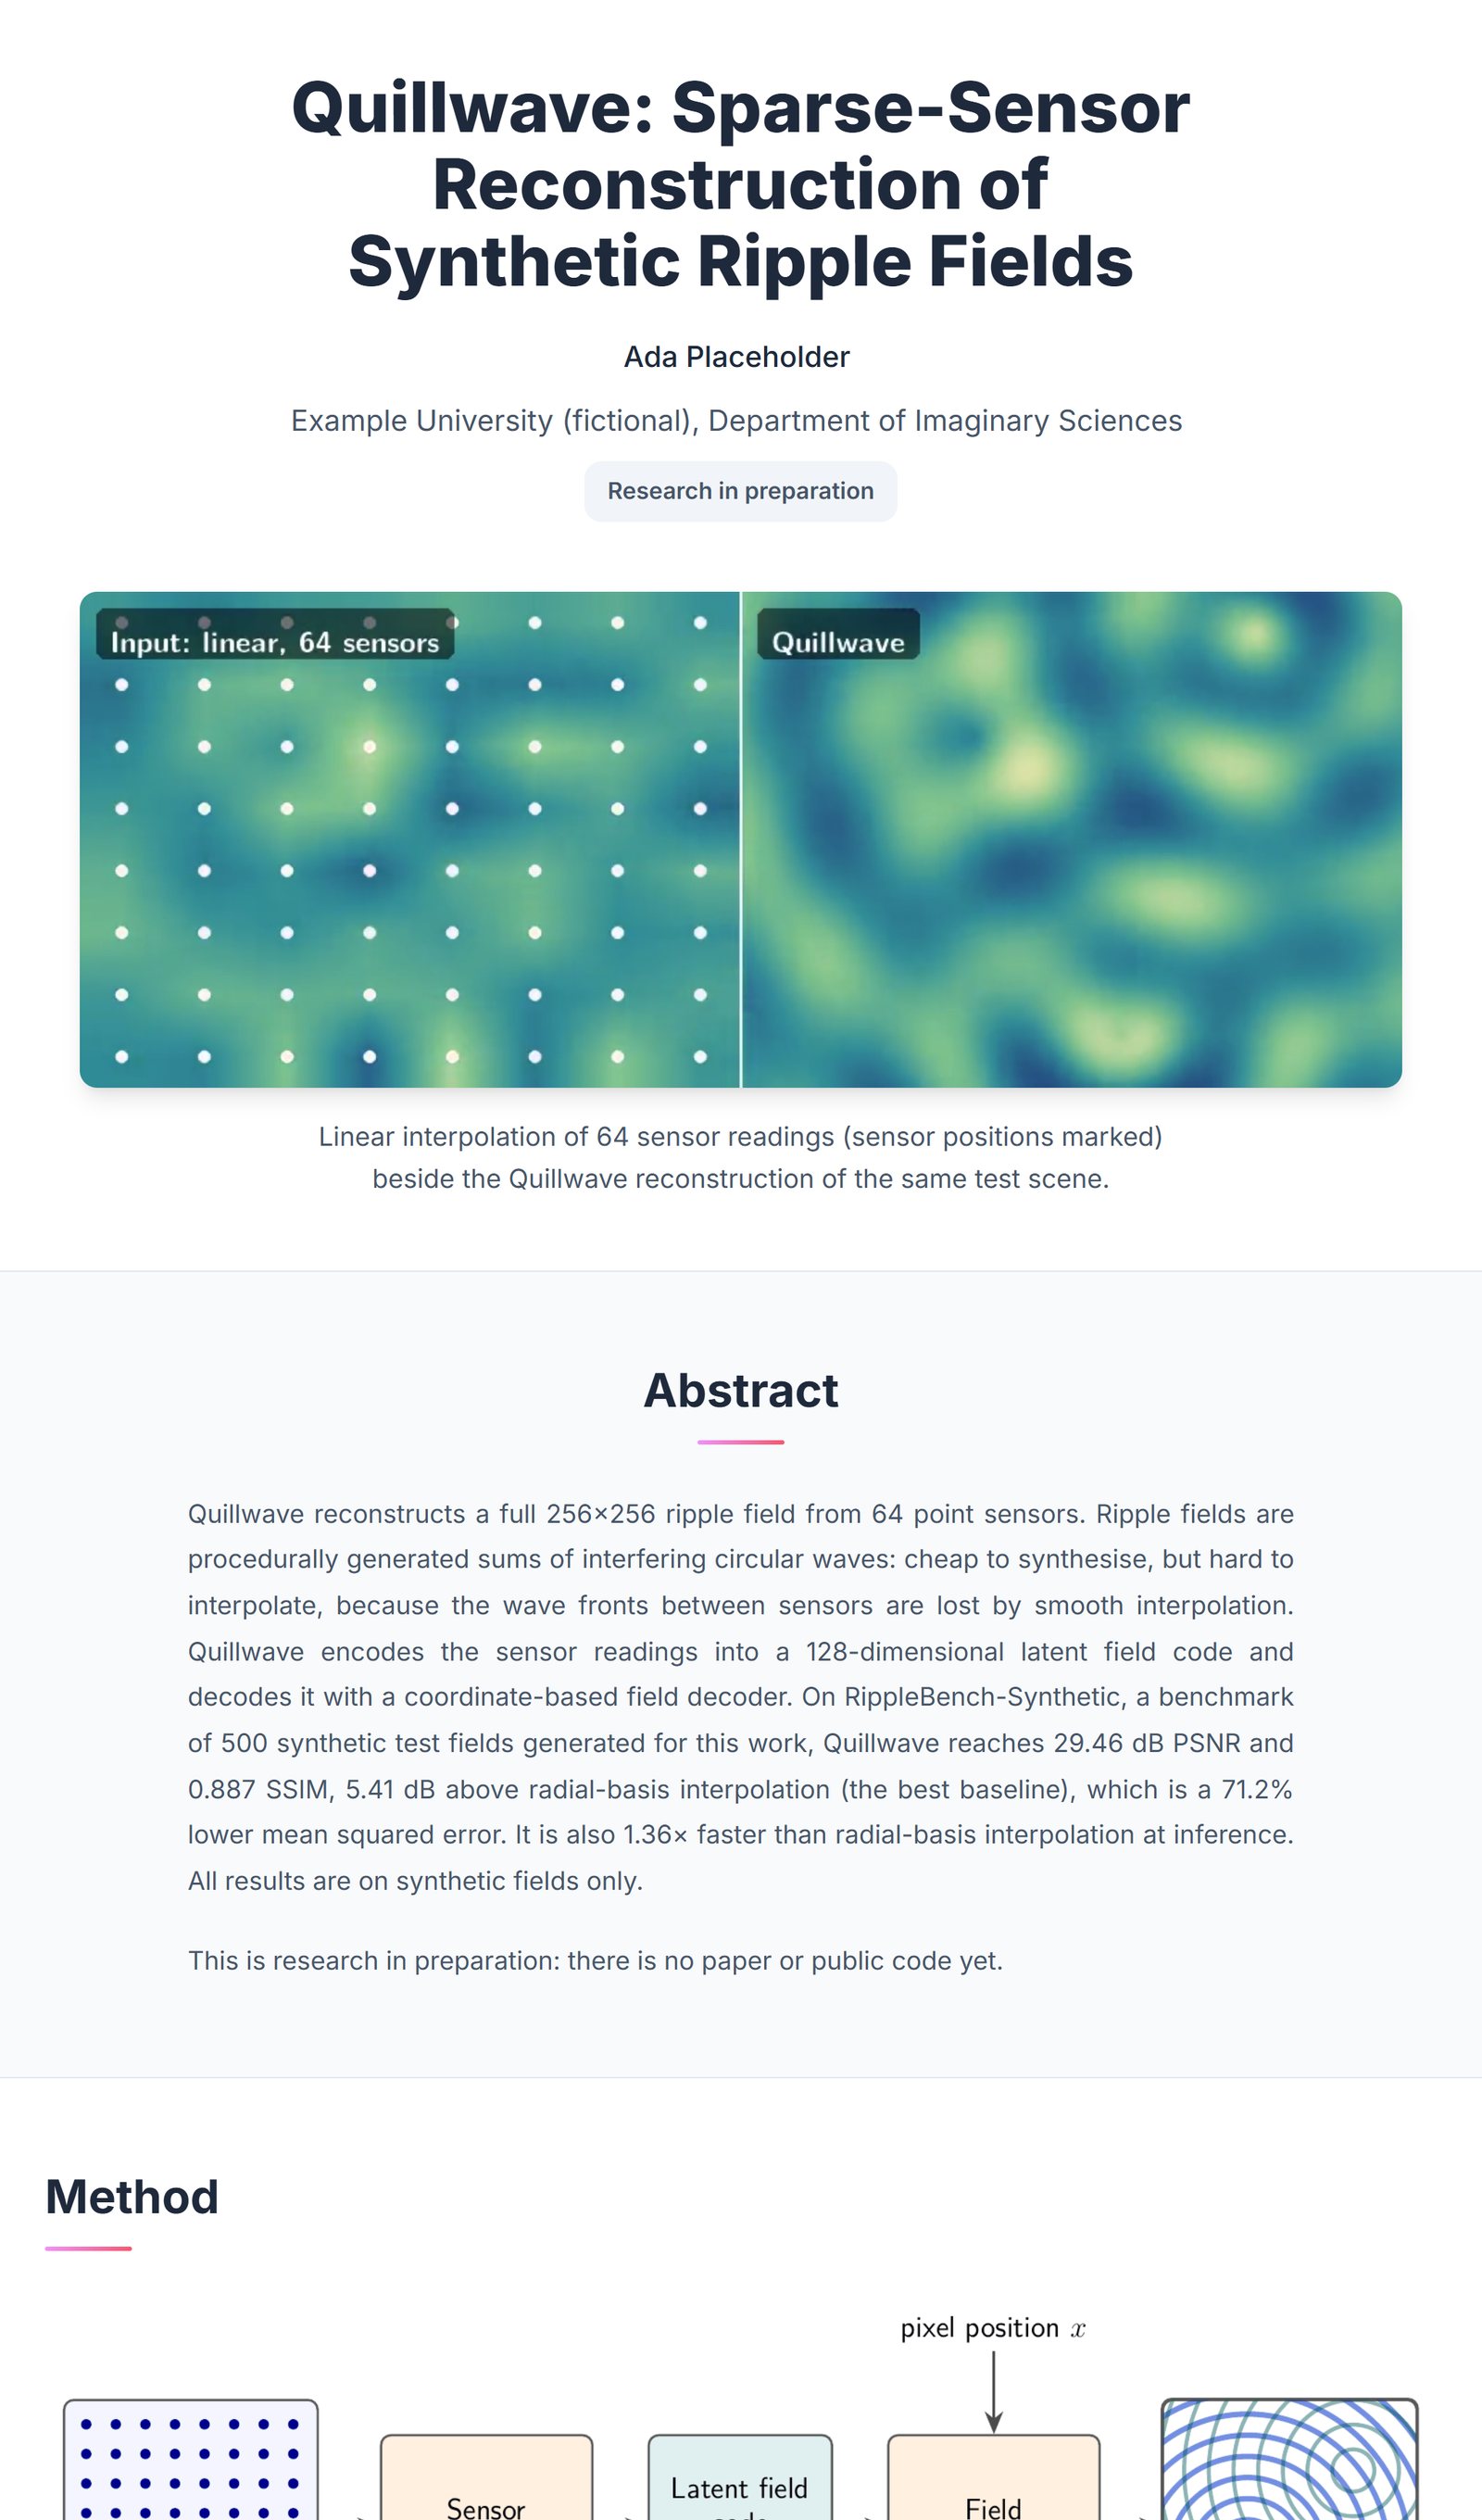 Quillwave: Sparse-Sensor
Reconstruction of
Synthetic Ripple Fields
Ada Placeholder
Example University (fictional), Department of Imaginary Sciences
Research in preparation
Input: linear, 64 sensors
Quillwave
Linear interpolation of 64 sensor readings (sensor positions marked)
beside the Quillwave reconstruction of the same test scene.
Abstract
Quillwave reconstructs a full 256×256 ripple field from 64 point sensors. Ripple fields are
procedurally generated sums of interfering circular waves: cheap to synthesise, but hard to
interpolate, because the wave fronts between sensors are lost by smooth interpolation.
Quillwave encodes the sensor readings into a 128-dimensional latent field code and
decodes it with a coordinate-based field decoder. On RippleBench-Synthetic, a benchmark
of 500 synthetic test fields generated for this work, Quillwave reaches 29.46 dB PSNR and
0.887 SSIM, 5.41 dB above radial-basis interpolation (the best baseline), which is a 71.2%
lower mean squared error. It is also 1.36× faster than radial-basis interpolation at inference.
All results are on synthetic fields only.
This is research in preparation: there is no paper or public code yet.
Method
pixel position x
Latent field
Sensor
Field